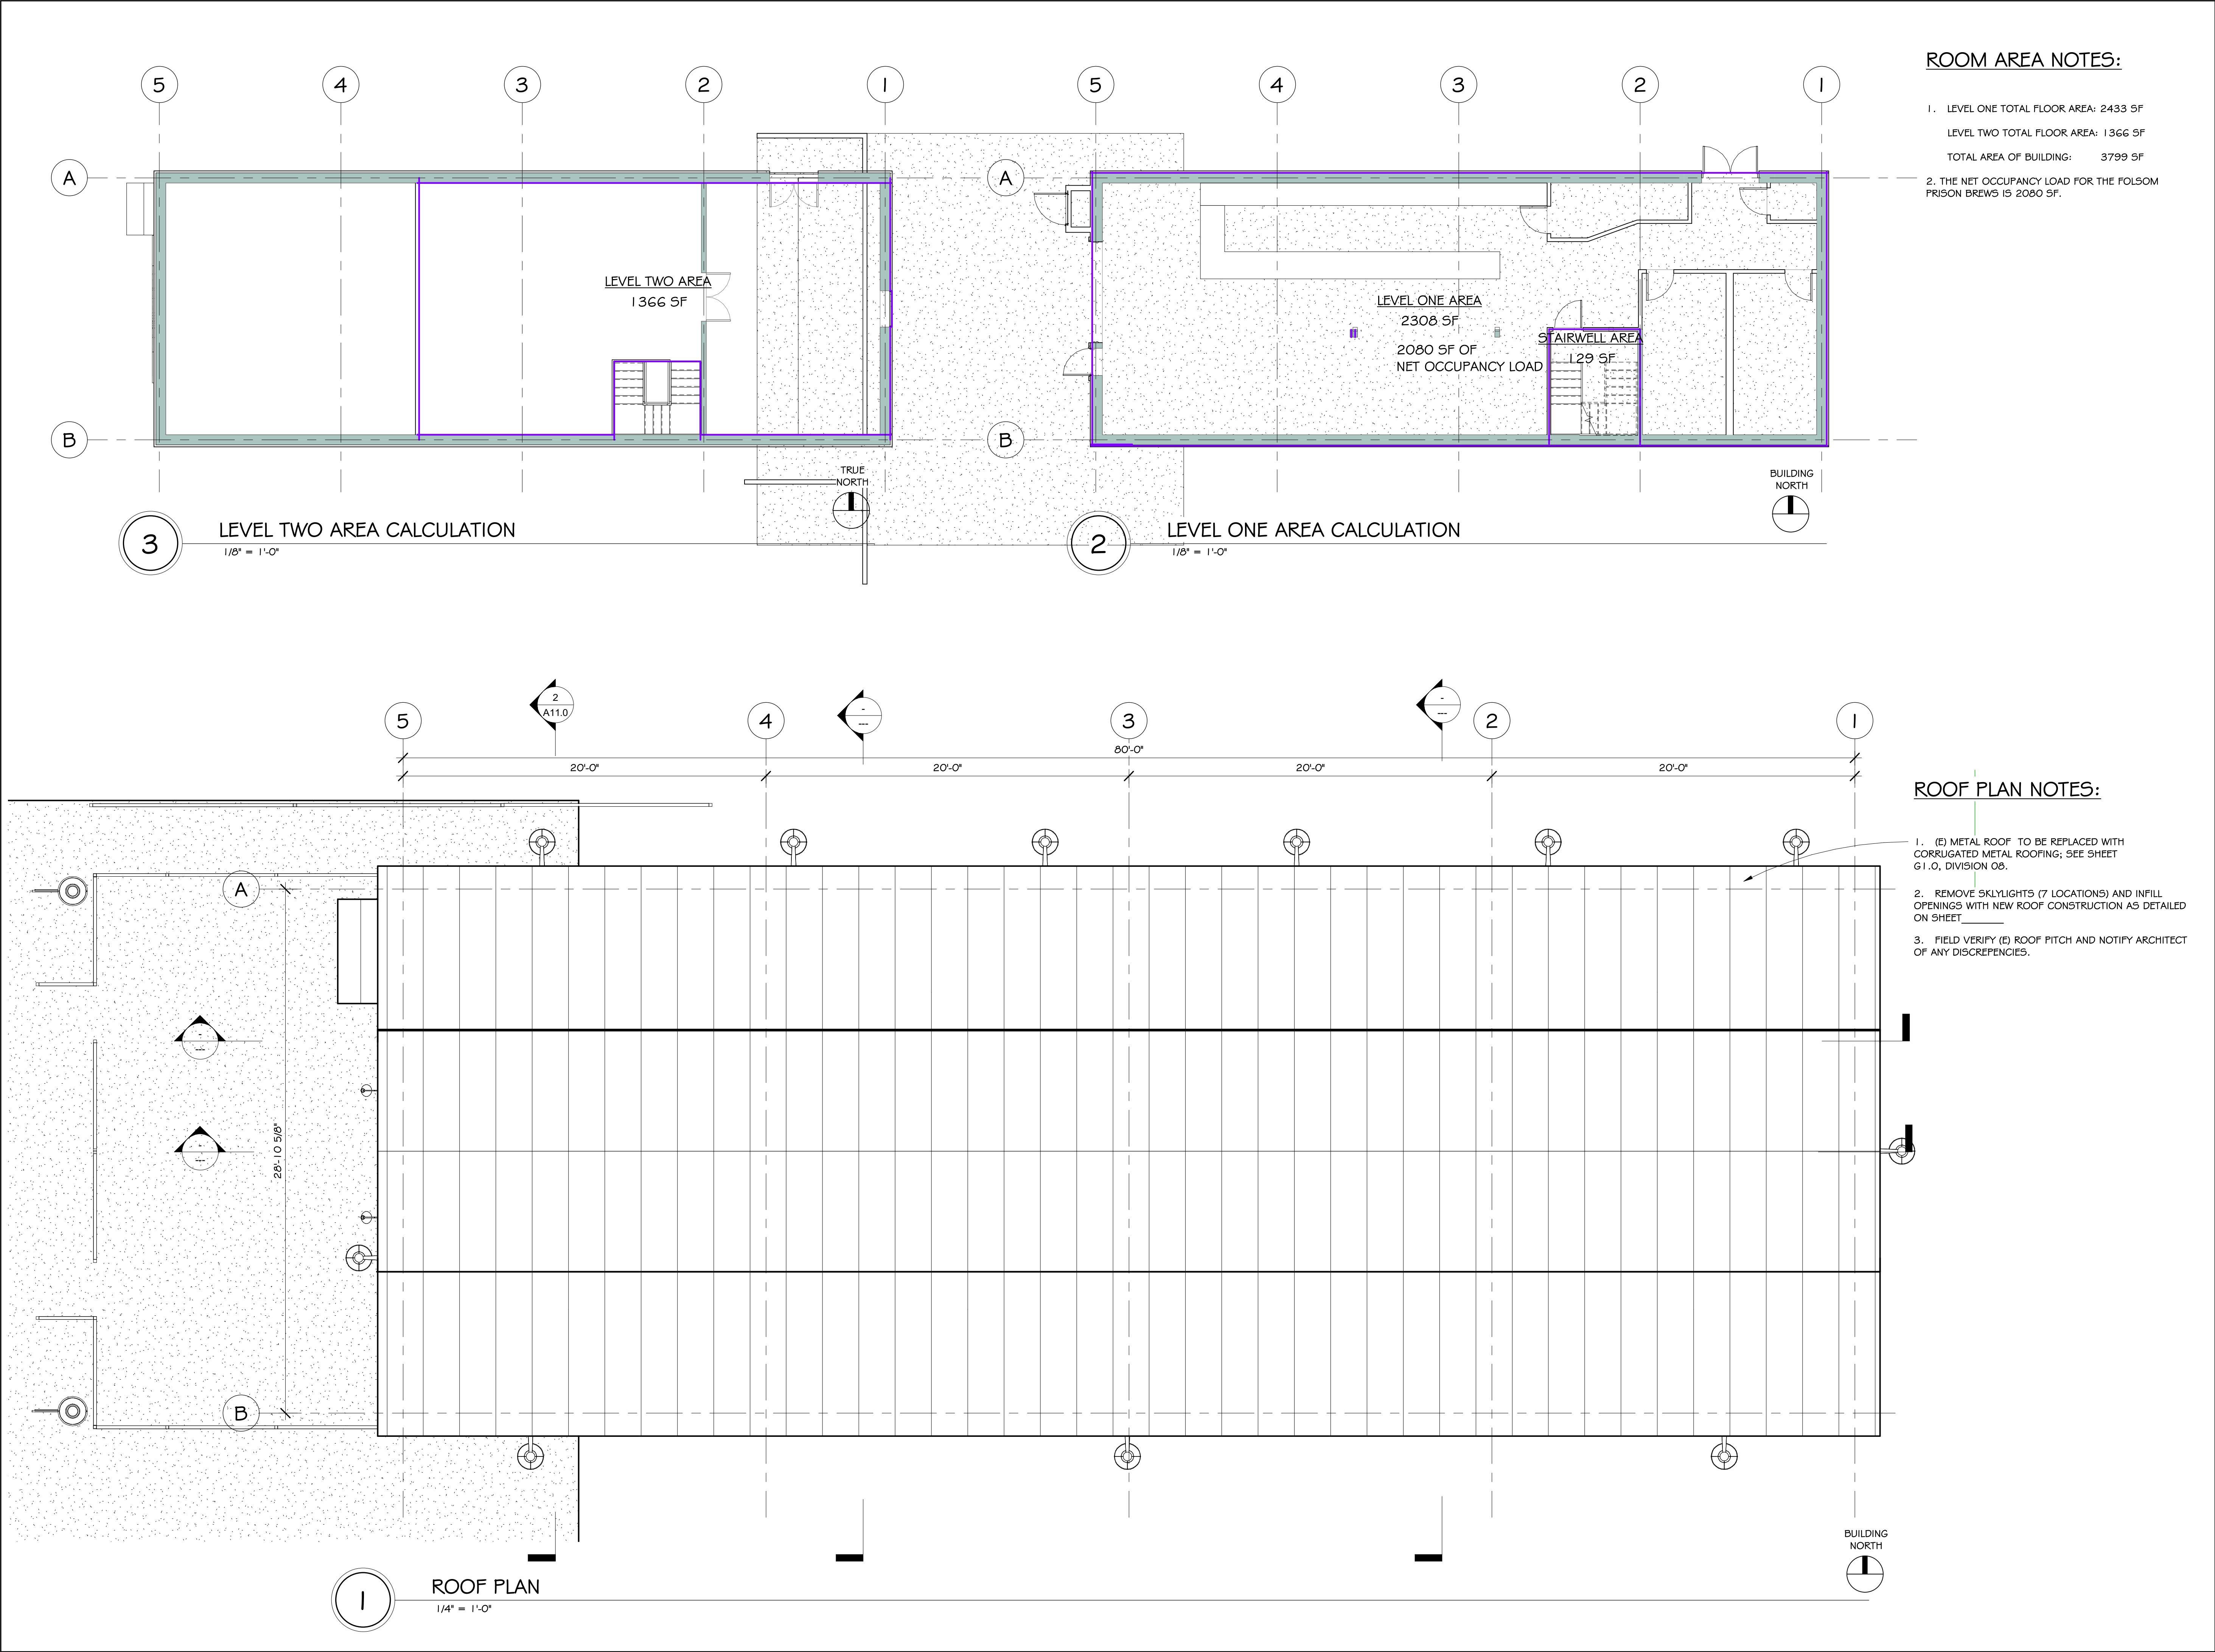 5 4 3 2 1
5 4 3 2 1
A
A
B
B
LEVEL TWO AREA
1366 SF
LEVEL ONE AREA
2308 SF
2080 SF OF
NET OCCUPANCY LOAD
STAIRWELL AREA
129 SF
TRUE
NORTH
BUILDING
NORTH
3
LEVEL TWO AREA CALCULATION
1/8" = 1'-0"
2
LEVEL ONE AREA CALCULATION
1/8" = 1'-0"
ROOM AREA NOTES:
1. LEVEL ONE TOTAL FLOOR AREA: 2433 SF
LEVEL TWO TOTAL FLOOR AREA: 1366 SF
TOTAL AREA OF BUILDING: 3799 SF
2. THE NET OCCUPANCY LOAD FOR THE FOLSOM
PRISON BREWS IS 2080 SF.
2
A11.0
-
---
-
---
5 4 3 2 1
80'-0"
20'-0" 20'-0" 20'-0" 20'-0"
A
-
---
-
---
28'-10 5/8"
B
ROOF PLAN NOTES:
1. (E) METAL ROOF TO BE REPLACED WITH
CORRUGATED METAL ROOFING; SEE SHEET
G1.0, DIVISION 08.
2. REMOVE SKLYLIGHTS (7 LOCATIONS) AND INFILL
OPENINGS WITH NEW ROOF CONSTRUCTION AS DETAILED
ON SHEET________
3. FIELD VERIFY (E) ROOF PITCH AND NOTIFY ARCHITECT
OF ANY DISCREPENCIES.
BUILDING
NORTH
1
ROOF PLAN
1/4" = 1'-0"